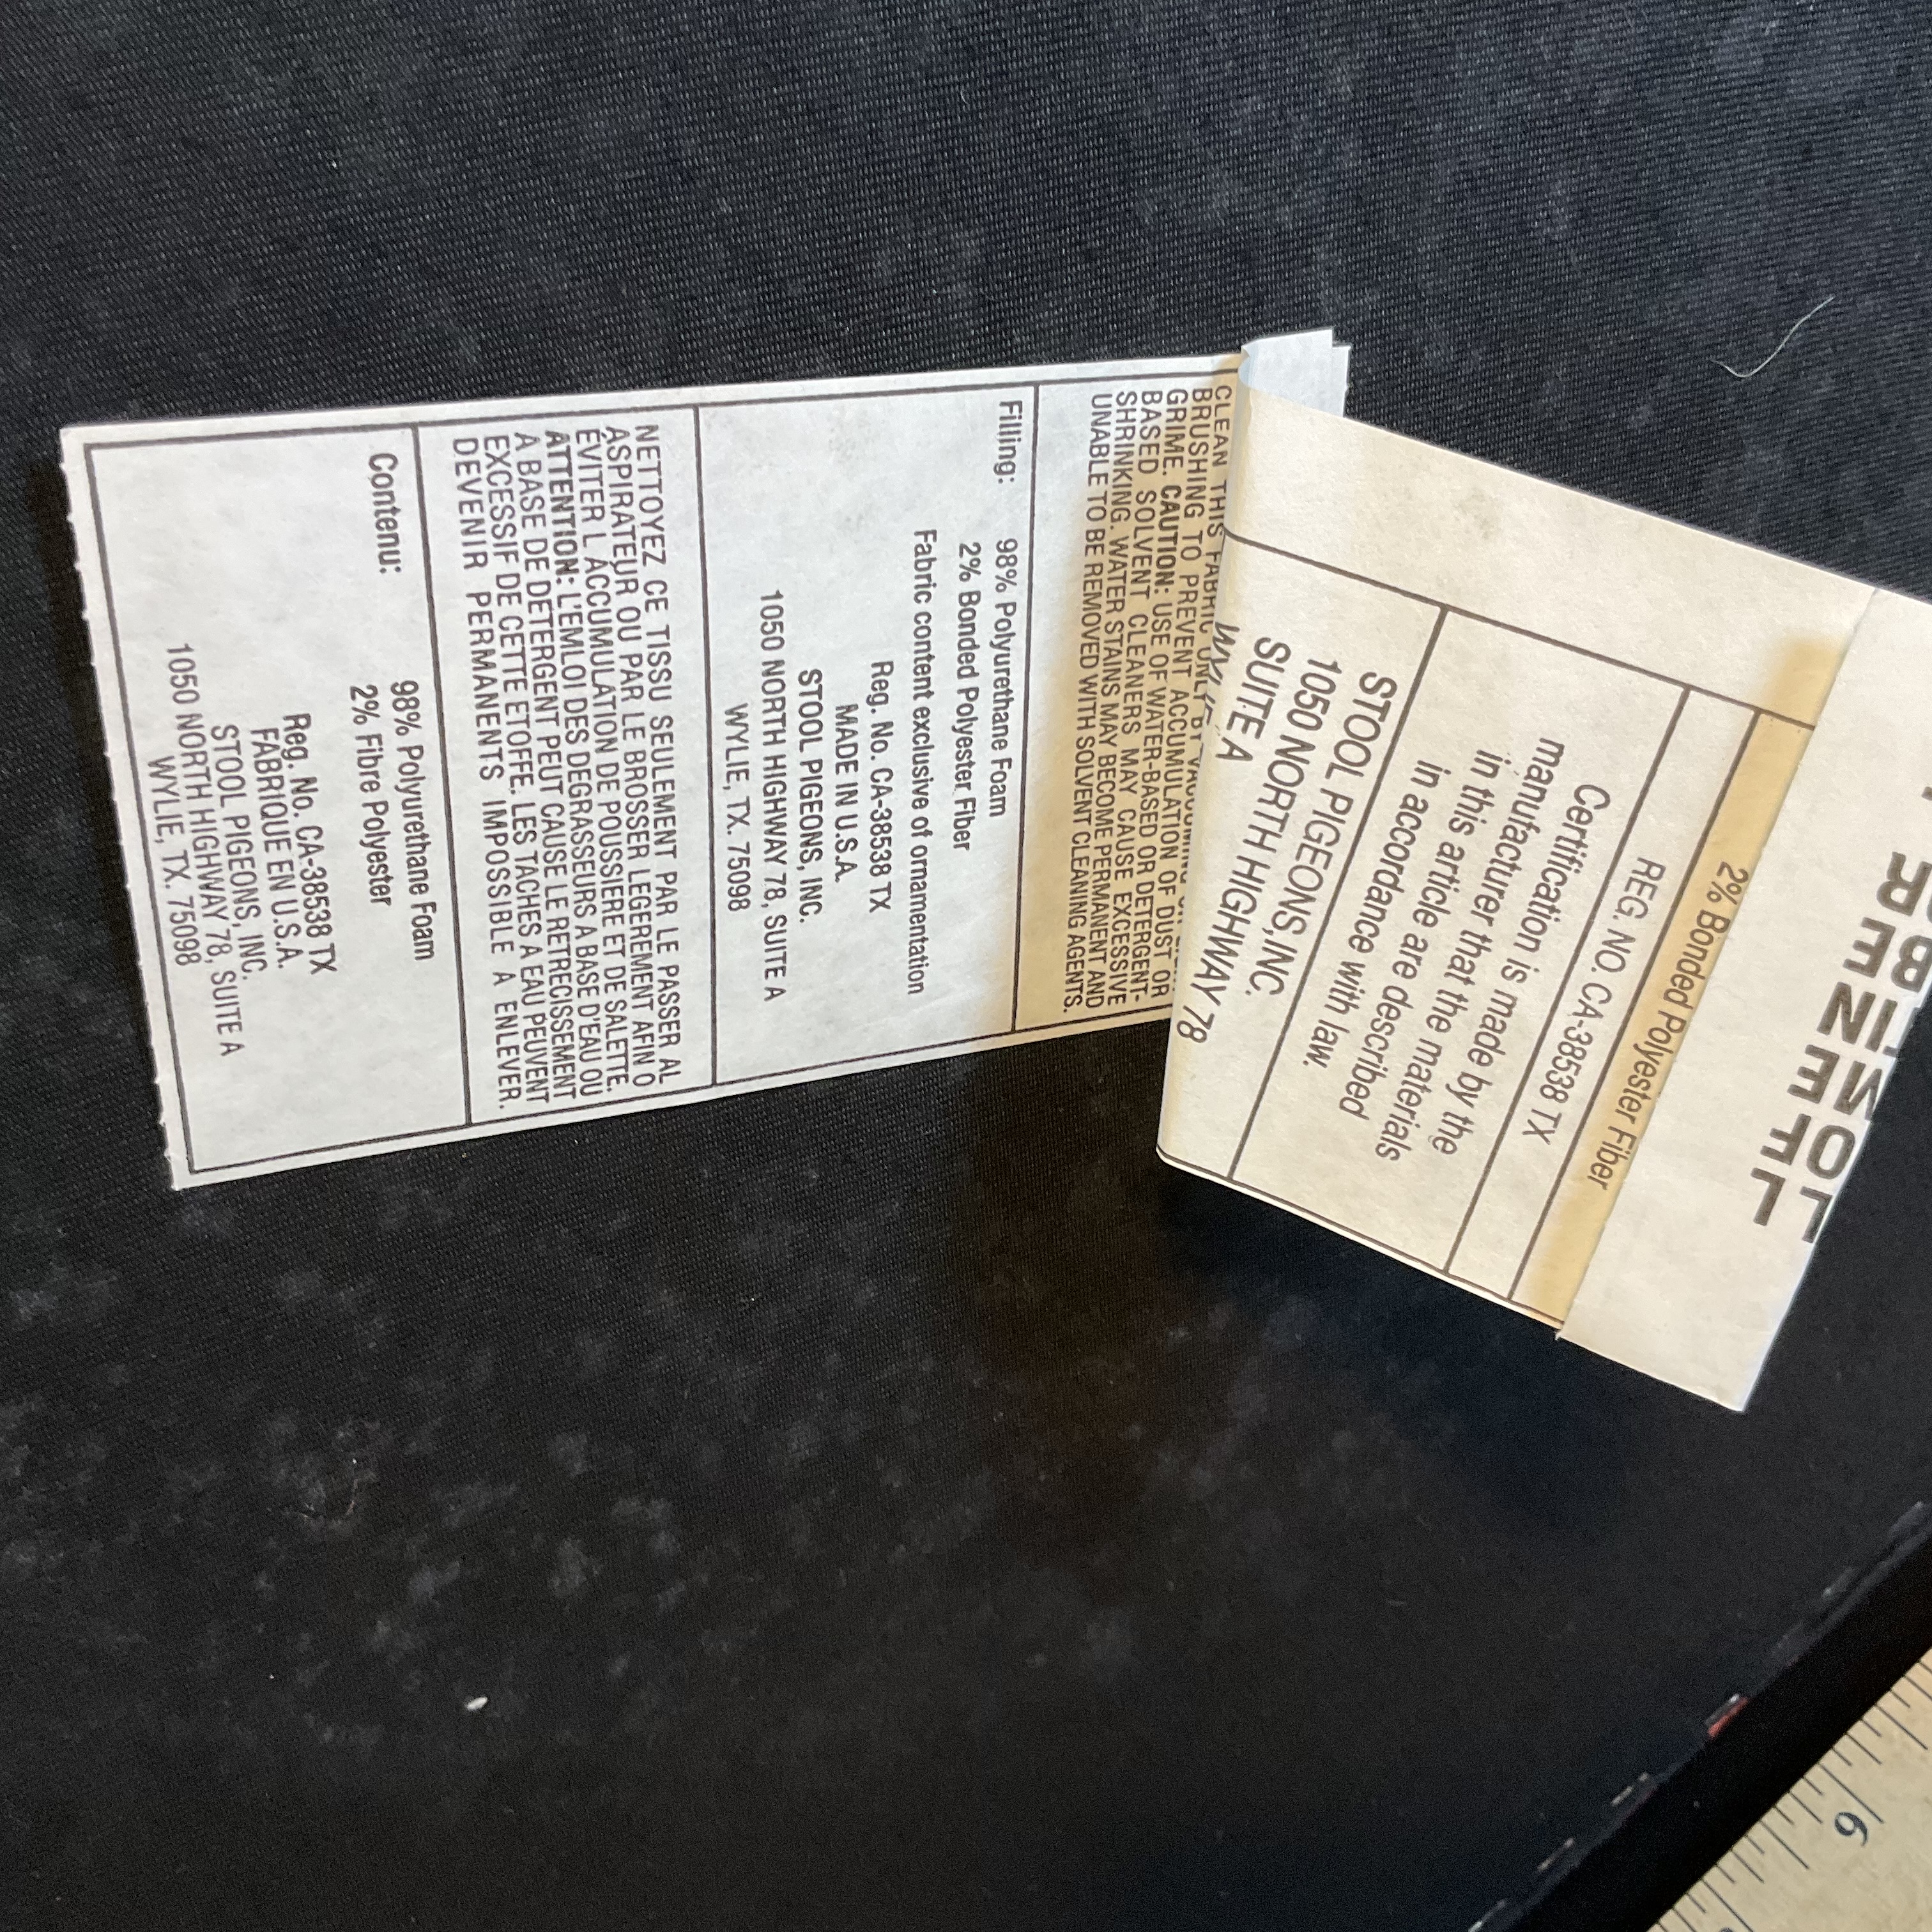 CLEAN THIS FABRIC ONLY BY
BRUSHING TO PREVENT ACCUMULATION OF DUST OR
GRIME. CAUTION: USE OF WATER-BASED OR DETERGENT-
BASED SOLVENT CLEANERS MAY CAUSE EXCESSIVE
SHRINKING. WATER STAINS MAY BECOME PERMANENT AND
UNABLE TO BE REMOVED WITH SOLVENT CLEANING AGENTS.
Filling: 98% Polyurethane Foam
2% Bonded Polyester Fiber
Fabric content exclusive of ornamentation
Reg. No. CA-38538 TX
MADE IN U.S.A.
STOOL PIGEONS, INC.
1050 NORTH HIGHWAY 78, SUITE A
WYLIE, TX. 75098
NETTOYEZ CE TISSU SEULEMENT PAR LE PASSER AL
ASPIRATEUR OU PAR LE BROSSER LEGEREMENT AFIN O
EVITER L ACCUMULATION DE POUSSIERE ET DE SALETTE.
ATTENTION: L'EMLOI DES DEGRASSEURS A BASE D'EAU OU
A BASE DE DETERGENT PEUT CAUSE LE RETRECISSEMENT
EXCESSIF DE CETTE ETOFFE. LES TACHES A EAU PEUVENT
DEVENIR PERMANENTS IMPOSSIBLE A ENLEVER.
Contenu: 98% Polyurethane Foam
2% Fibre Polyester
Reg. No. CA-38538 TX
FABRIQUE EN U.S.A.
STOOL PIGEONS, INC.
1050 NORTH HIGHWAY 78, SUITE A
WYLIE, TX. 75098
2% Bonded Polyester Fiber
REG. NO. CA-38538 TX
Certification is made by the
manufacturer that the materials
in this article are described
in accordance with law.
STOOL PIGEONS, INC.
1050 NORTH HIGHWAY 78
SUITE A
6